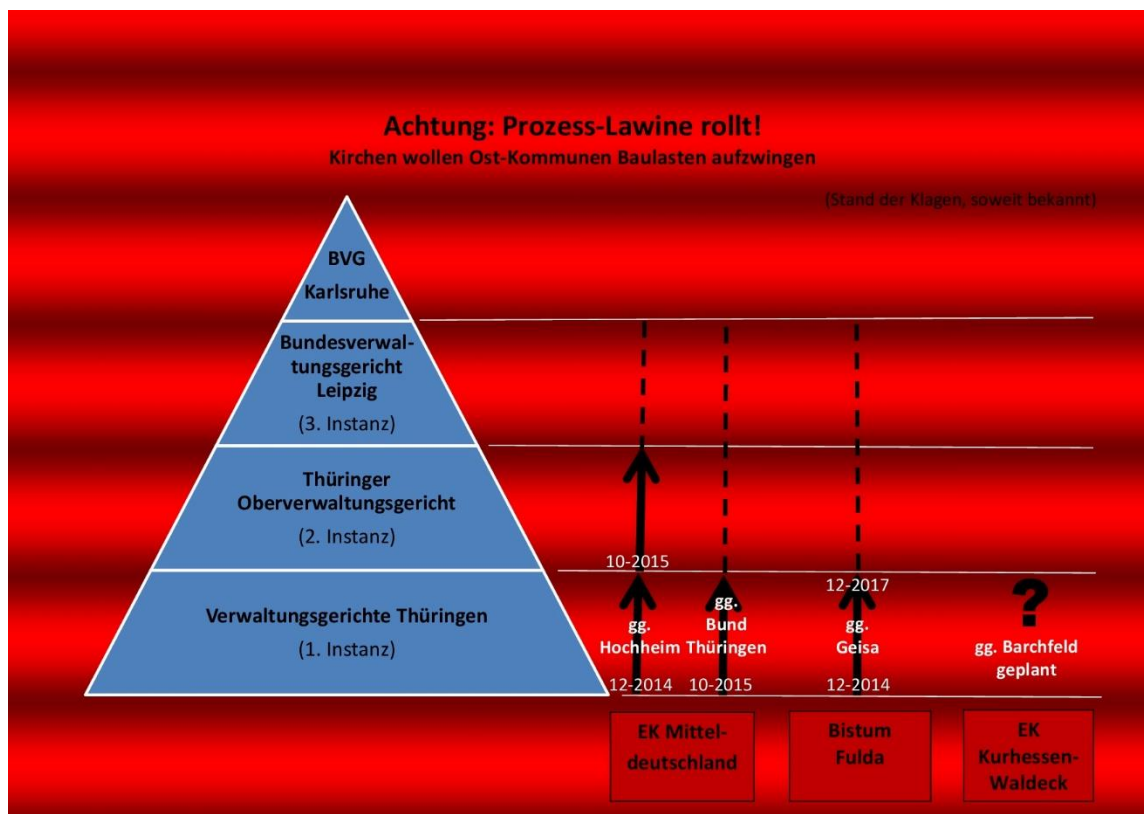 Achtung: Prozess-Lawine rollt!
Kirchen wollen Ost-Kommunen Baulasten aufzwingen
(Stand der Klagen, soweit bekannt)
BVG
Karlsruhe
Bundesverwal-
tungsgericht
Leipzig
(3. Instanz)
Thüringer
Oberverwaltungsgericht
(2. Instanz)
Verwaltungsgerichte Thüringen
(1. Instanz)
10-2015
gg.
Hochheim
12-2014
gg.
Bund
Thüringen
10-2015
12-2017
gg.
Geisa
12-2014
?
gg. Barchfeld
geplant
EK Mittel-
deutschland
Bistum
Fulda
EK
Kurhessen-
Waldeck